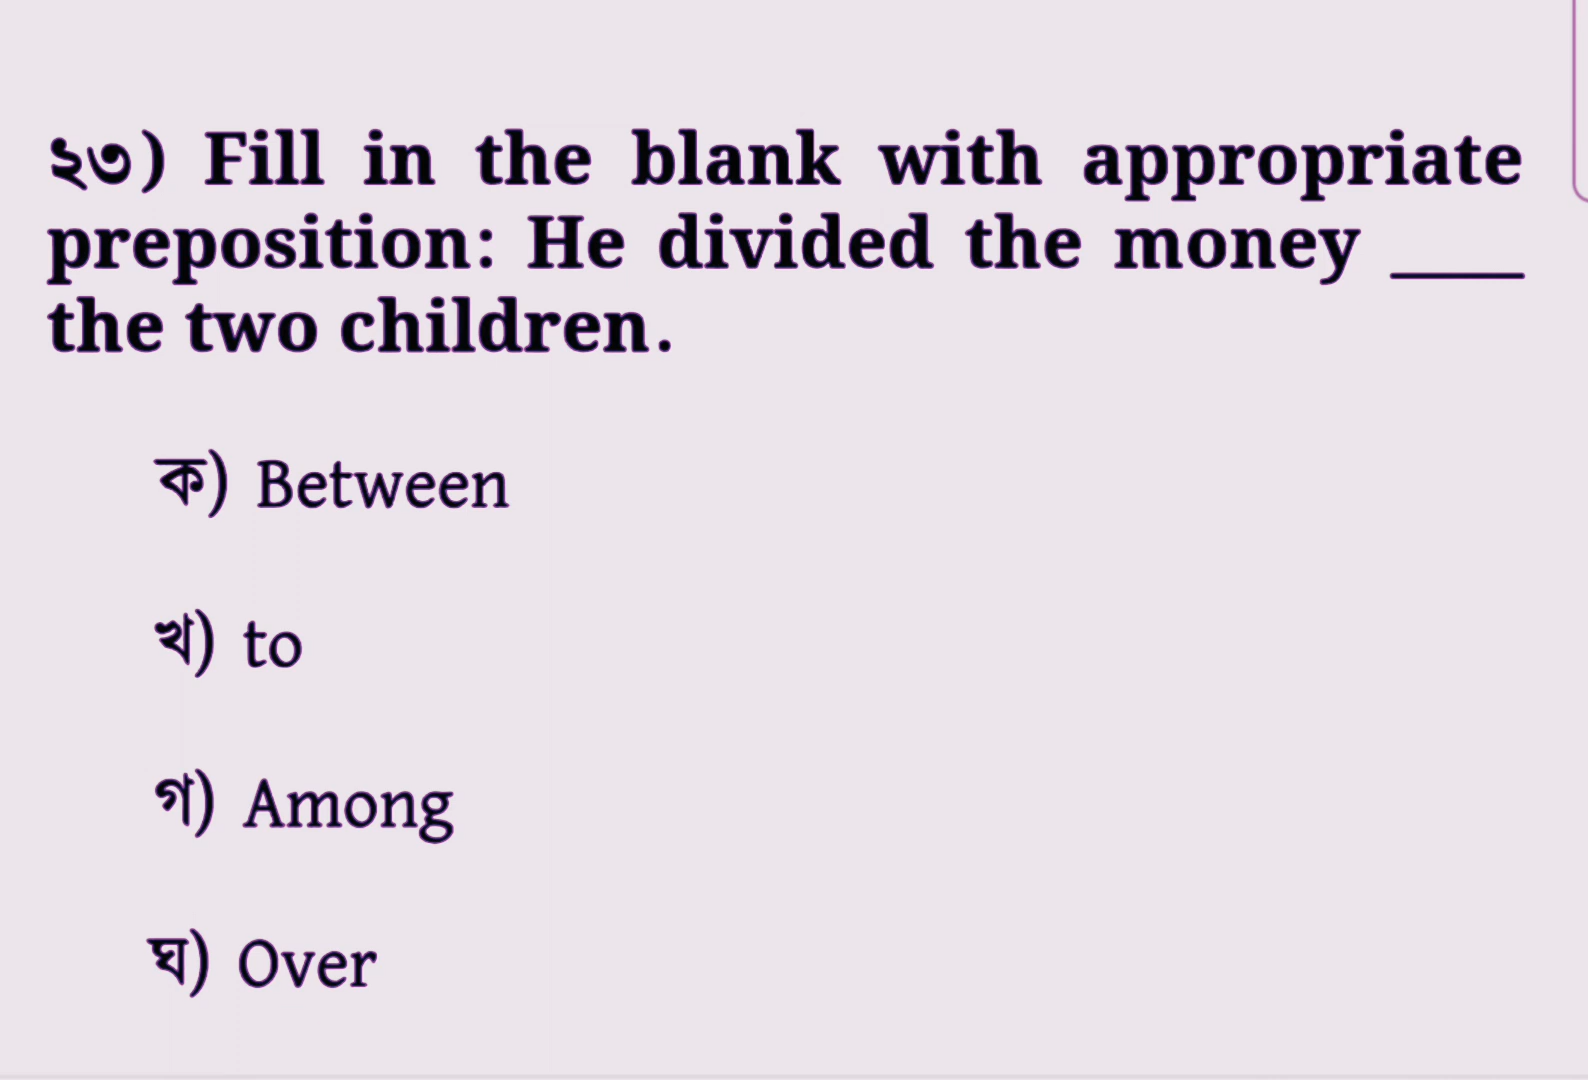 ২৩) Fill in the blank with appropriate
preposition: He divided the money ____
the two children.
ক) Between
খ) to
গ) Among
ঘ) Over